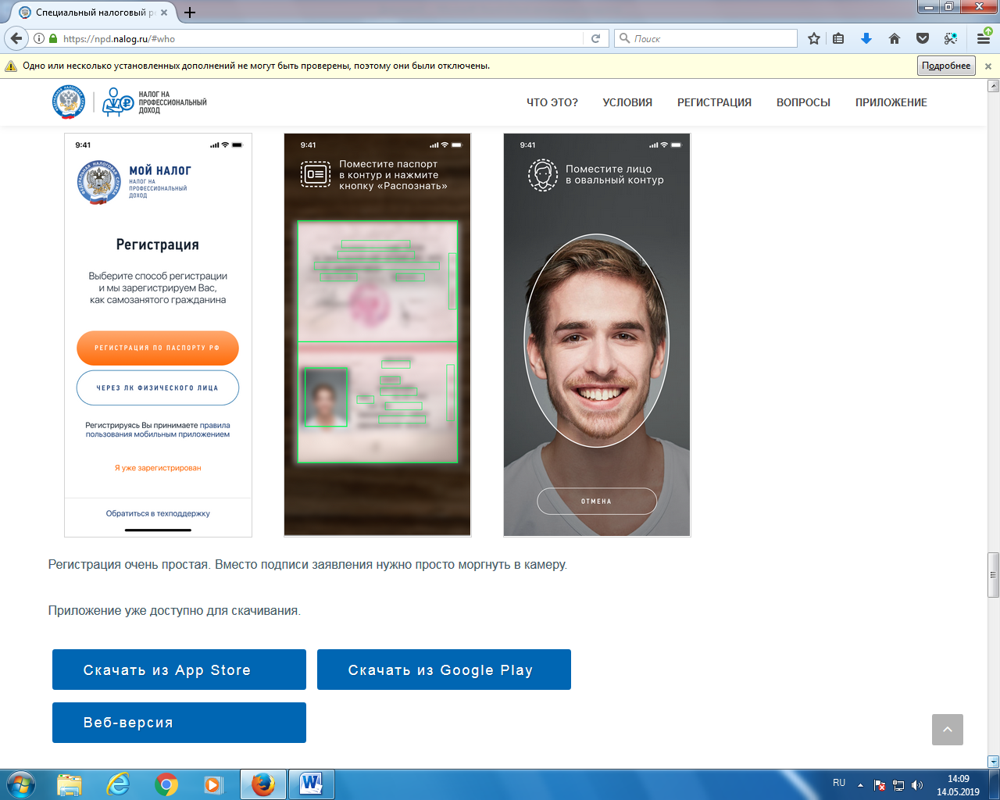 Специальный налоговый р
https://npd.nalog.ru/#who
Поиск
Одно или несколько установленных дополнений не могут быть проверены, поэтому они были отключены.
Подробнее
НАЛОГ НА
ПРОФЕССИОНАЛЬНЫЙ
ДОХОД
ЧТО ЭТО?
УСЛОВИЯ
РЕГИСТРАЦИЯ
ВОПРОСЫ
ПРИЛОЖЕНИЕ
9:41
МОЙ НАЛОГ
НАЛОГ НА
ПРОФЕССИОНАЛЬНЫЙ
ДОХОД
Регистрация
Выберите способ регистрации
и мы зарегистрируем Вас,
как самозанятого гражданина
РЕГИСТРАЦИЯ ПО ПАСПОРТУ РФ
ЧЕРЕЗ ЛК ФИЗИЧЕСКОГО ЛИЦА
Регистрируясь Вы принимаете правила
пользования мобильным приложением
Я уже зарегистрирован
Обратиться в техподдержку
9:41
Поместите паспорт
в контур и нажмите
кнопку «Распознать»
9:41
Поместите лицо
в овальный контур
ОТМЕНА
Регистрация очень простая. Вместо подписи заявления нужно просто моргнуть в камеру.
Приложение уже доступно для скачивания.
Скачать из App Store
Скачать из Google Play
Веб-версия
RU
14:09
14.05.2019